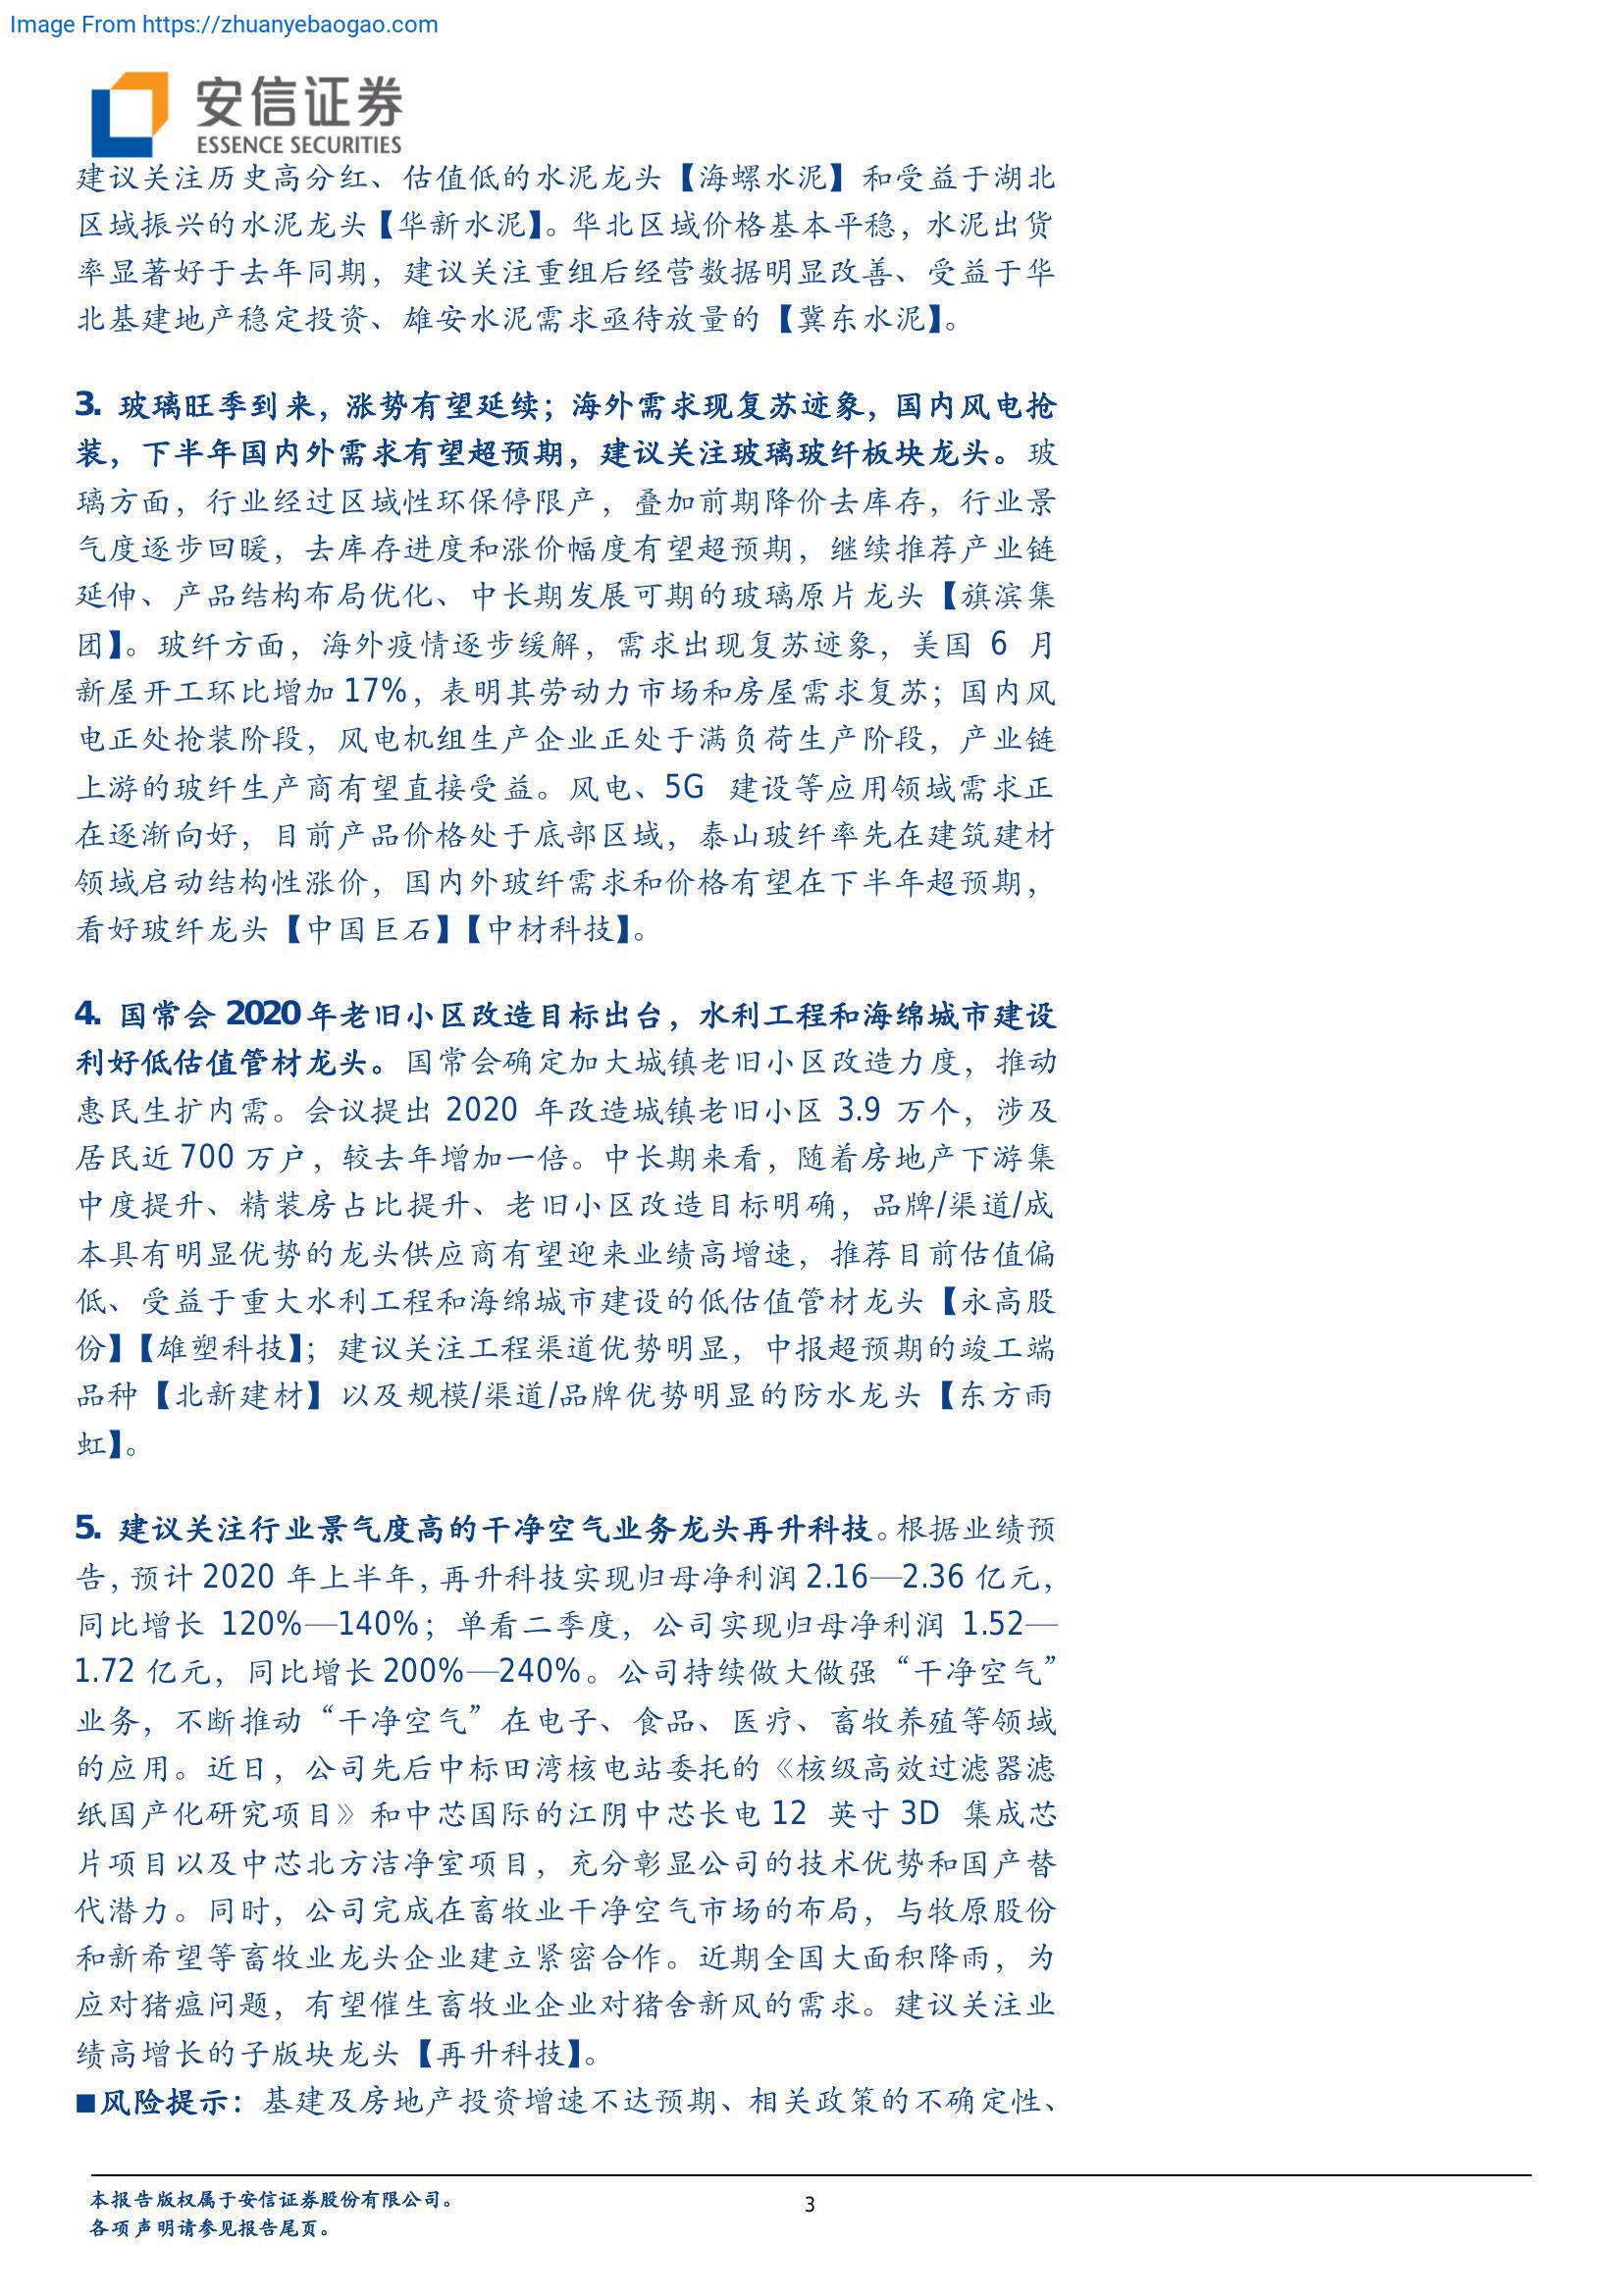 Image From https://zhuanyebaogao.com
安信证券
ESSENCE SECURITIES
建议关注历史高分红、估值低的水泥龙头【海螺水泥】和受益于湖北
区域振兴的水泥龙头【华新水泥】。华北区域价格基本平稳，水泥出货
率显著好于去年同期，建议关注重组后经营数据明显改善、受益于华
北基建地产稳定投资、雄安水泥需求亟待放量的【冀东水泥】。
3. 玻璃旺季到来，涨势有望延续；海外需求现复苏迹象，国内风电抢
装，下半年国内外需求有望超预期，建议关注玻璃玻纤板块龙头。玻
璃方面，行业经过区域性环保停限产，叠加前期降价去库存，行业景
气度逐步回暖，去库存进度和涨价幅度有望超预期，继续推荐产业链
延伸、产品结构布局优化、中长期发展可期的玻璃原片龙头【旗滨集
团】。玻纤方面，海外疫情逐步缓解，需求出现复苏迹象，美国 6 月
新屋开工环比增加 17%，表明其劳动力市场和房屋需求复苏；国内风
电正处抢装阶段，风电机组生产企业正处于满负荷生产阶段，产业链
上游的玻纤生产商有望直接受益。风电、5G 建设等应用领域需求正
在逐渐向好，目前产品价格处于底部区域，泰山玻纤率先在建筑建材
领域启动结构性涨价，国内外玻纤需求和价格有望在下半年超预期，
看好玻纤龙头【中国巨石】【中材科技】。
4. 国常会 2020 年老旧小区改造目标出台，水利工程和海绵城市建设
利好低估值管材龙头。国常会确定加大城镇老旧小区改造力度，推动
惠民生扩内需。会议提出 2020 年改造城镇老旧小区 3.9 万个，涉及
居民近 700 万户，较去年增加一倍。中长期来看，随着房地产下游集
中度提升、精装房占比提升、老旧小区改造目标明确，品牌/渠道/成
本具有明显优势的龙头供应商有望迎来业绩高增速，推荐目前估值偏
低、受益于重大水利工程和海绵城市建设的低估值管材龙头【永高股
份】【雄塑科技】；建议关注工程渠道优势明显，中报超预期的竣工端
品种【北新建材】以及规模/渠道/品牌优势明显的防水龙头【东方雨
虹】。
5. 建议关注行业景气度高的干净空气业务龙头再升科技。根据业绩预
告，预计 2020 年上半年，再升科技实现归母净利润 2.16—2.36 亿元，
同比增长 120%—140%；单看二季度，公司实现归母净利润 1.52—
1.72 亿元，同比增长 200%—240%。公司持续做大做强“干净空气”
业务，不断推动“干净空气”在电子、食品、医疗、畜牧养殖等领域
的应用。近日，公司先后中标田湾核电站委托的《核级高效过滤器滤
纸国产化研究项目》和中芯国际的江阴中芯长电 12 英寸 3D 集成芯
片项目以及中芯北方洁净室项目，充分彰显公司的技术优势和国产替
代潜力。同时，公司完成在畜牧业干净空气市场的布局，与牧原股份
和新希望等畜牧业龙头企业建立紧密合作。近期全国大面积降雨，为
应对猪瘟问题，有望催生畜牧业企业对猪舍新风的需求。建议关注业
绩高增长的子版块龙头【再升科技】。
■风险提示：基建及房地产投资增速不达预期、相关政策的不确定性、
本报告版权属于安信证券股份有限公司。
3
各项声明请参见报告尾页。